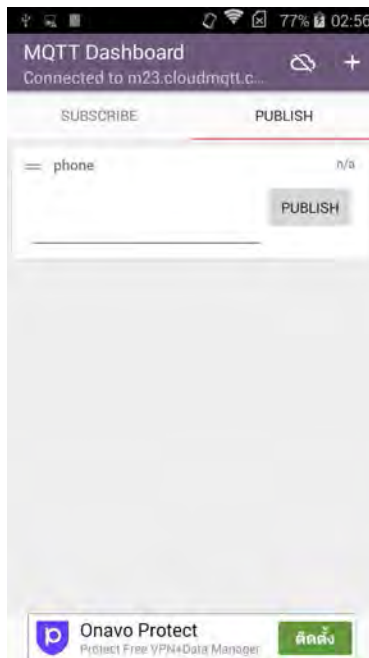 77% 02:56
MQTT Dashboard
Connected to m23.cloudmqtt.c...
SUBSCRIBE PUBLISH
phone n/a
PUBLISH
Onavo Protect
Protect Free VPN+Data Manager
ติดตั้ง